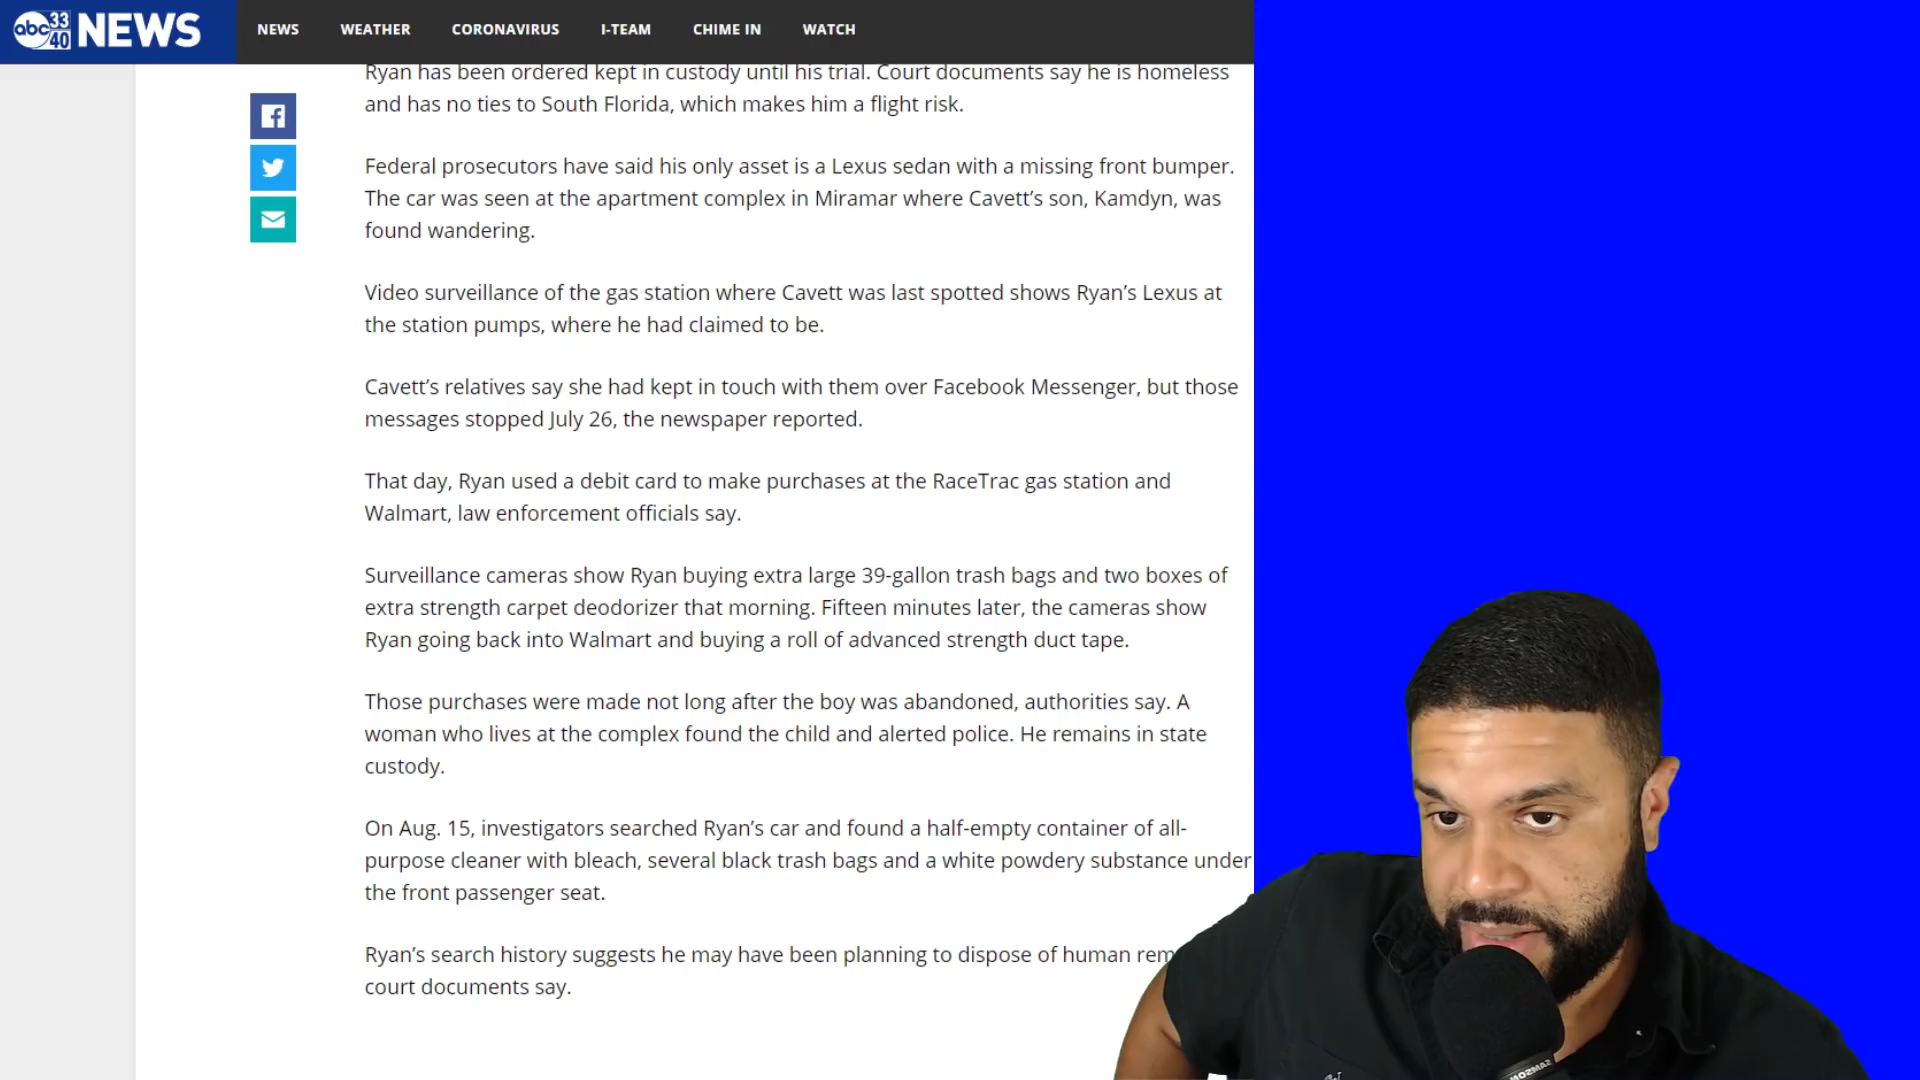 abc 33 40 NEWS
NEWS WEATHER CORONAVIRUS I-TEAM CHIME IN WATCH
Ryan has been ordered kept in custody until his trial. Court documents say he is homeless
and has no ties to South Florida, which makes him a flight risk.
Federal prosecutors have said his only asset is a Lexus sedan with a missing front bumper.
The car was seen at the apartment complex in Miramar where Cavett’s son, Kamdyn, was
found wandering.
Video surveillance of the gas station where Cavett was last spotted shows Ryan’s Lexus at
the station pumps, where he had claimed to be.
Cavett’s relatives say she had kept in touch with them over Facebook Messenger, but those
messages stopped July 26, the newspaper reported.
That day, Ryan used a debit card to make purchases at the RaceTrac gas station and
Walmart, law enforcement officials say.
Surveillance cameras show Ryan buying extra large 39-gallon trash bags and two boxes of
extra strength carpet deodorizer that morning. Fifteen minutes later, the cameras show
Ryan going back into Walmart and buying a roll of advanced strength duct tape.
Those purchases were made not long after the boy was abandoned, authorities say. A
woman who lives at the complex found the child and alerted police. He remains in state
custody.
On Aug. 15, investigators searched Ryan’s car and found a half-empty container of all-
purpose cleaner with bleach, several black trash bags and a white powdery substance under
the front passenger seat.
Ryan’s search history suggests he may have been planning to dispose of human rem
court documents say.
SAMSON